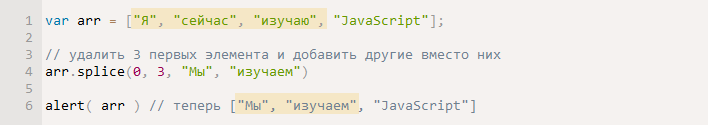 1 var arr = ["Я", "сейчас", "изучаю", "JavaScript"];
2
3 // удалить 3 первых элемента и добавить другие вместо них
4 arr.splice(0, 3, "Мы", "изучаем")
5
6 alert( arr ) // теперь ["Мы", "изучаем", "JavaScript"]